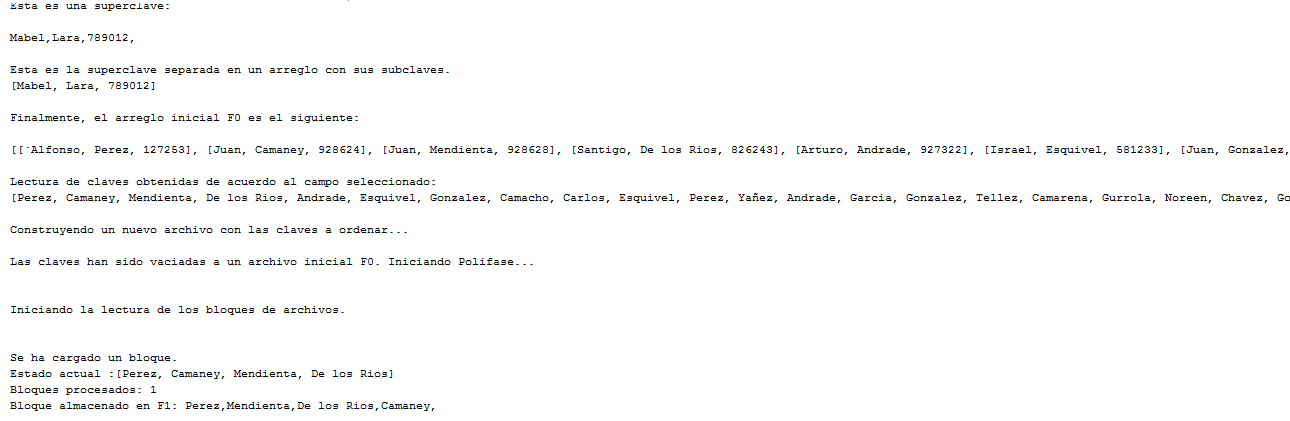 Esta es una superclave:
Mabel,Lara,789012,
Esta es la superclave separada en un arreglo con sus subclaves.
[Mabel, Lara, 789012]
Finalmente, el arreglo inicial F0 es el siguiente:
[['Alfonso, Perez, 127253], [Juan, Camaney, 928624], [Juan, Mendienta, 928628], [Santigo, De los Rios, 826243], [Arturo, Andrade, 927322], [Israel, Esquivel, 581233], [Juan, Gonzalez,
Lectura de claves obtenidas de acuerdo al campo seleccionado:
[Perez, Camaney, Mendienta, De los Rios, Andrade, Esquivel, Gonzalez, Camacho, Carlos, Esquivel, Perez, Yañez, Andrade, Garcia, Gonzalez, Tellez, Camarena, Gurrola, Noreen, Chavez, Go
Construyendo un nuevo archivo con las claves a ordenar...
Las claves han sido vaciadas a un archivo inicial F0. Iniciando Polifase...
Iniciando la lectura de los bloques de archivos.
Se ha cargado un bloque.
Estado actual :[Perez, Camaney, Mendienta, De los Rios]
Bloques procesados: 1
Bloque almacenado en F1: Perez,Mendienta,De los Rios,Camaney,